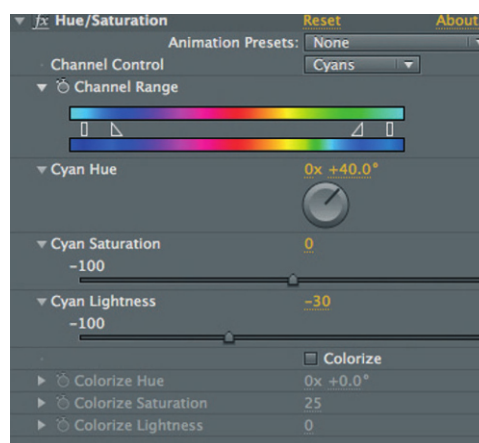 fx Hue/Saturation Reset About
Animation Presets: None
Channel Control Cyans
Channel Range
Cyan Hue 0x +40.0°
Cyan Saturation 0
-100
Cyan Lightness -30
-100
Colorize
Colorize Hue 0x +0.0°
Colorize Saturation 25
Colorize Lightness 0